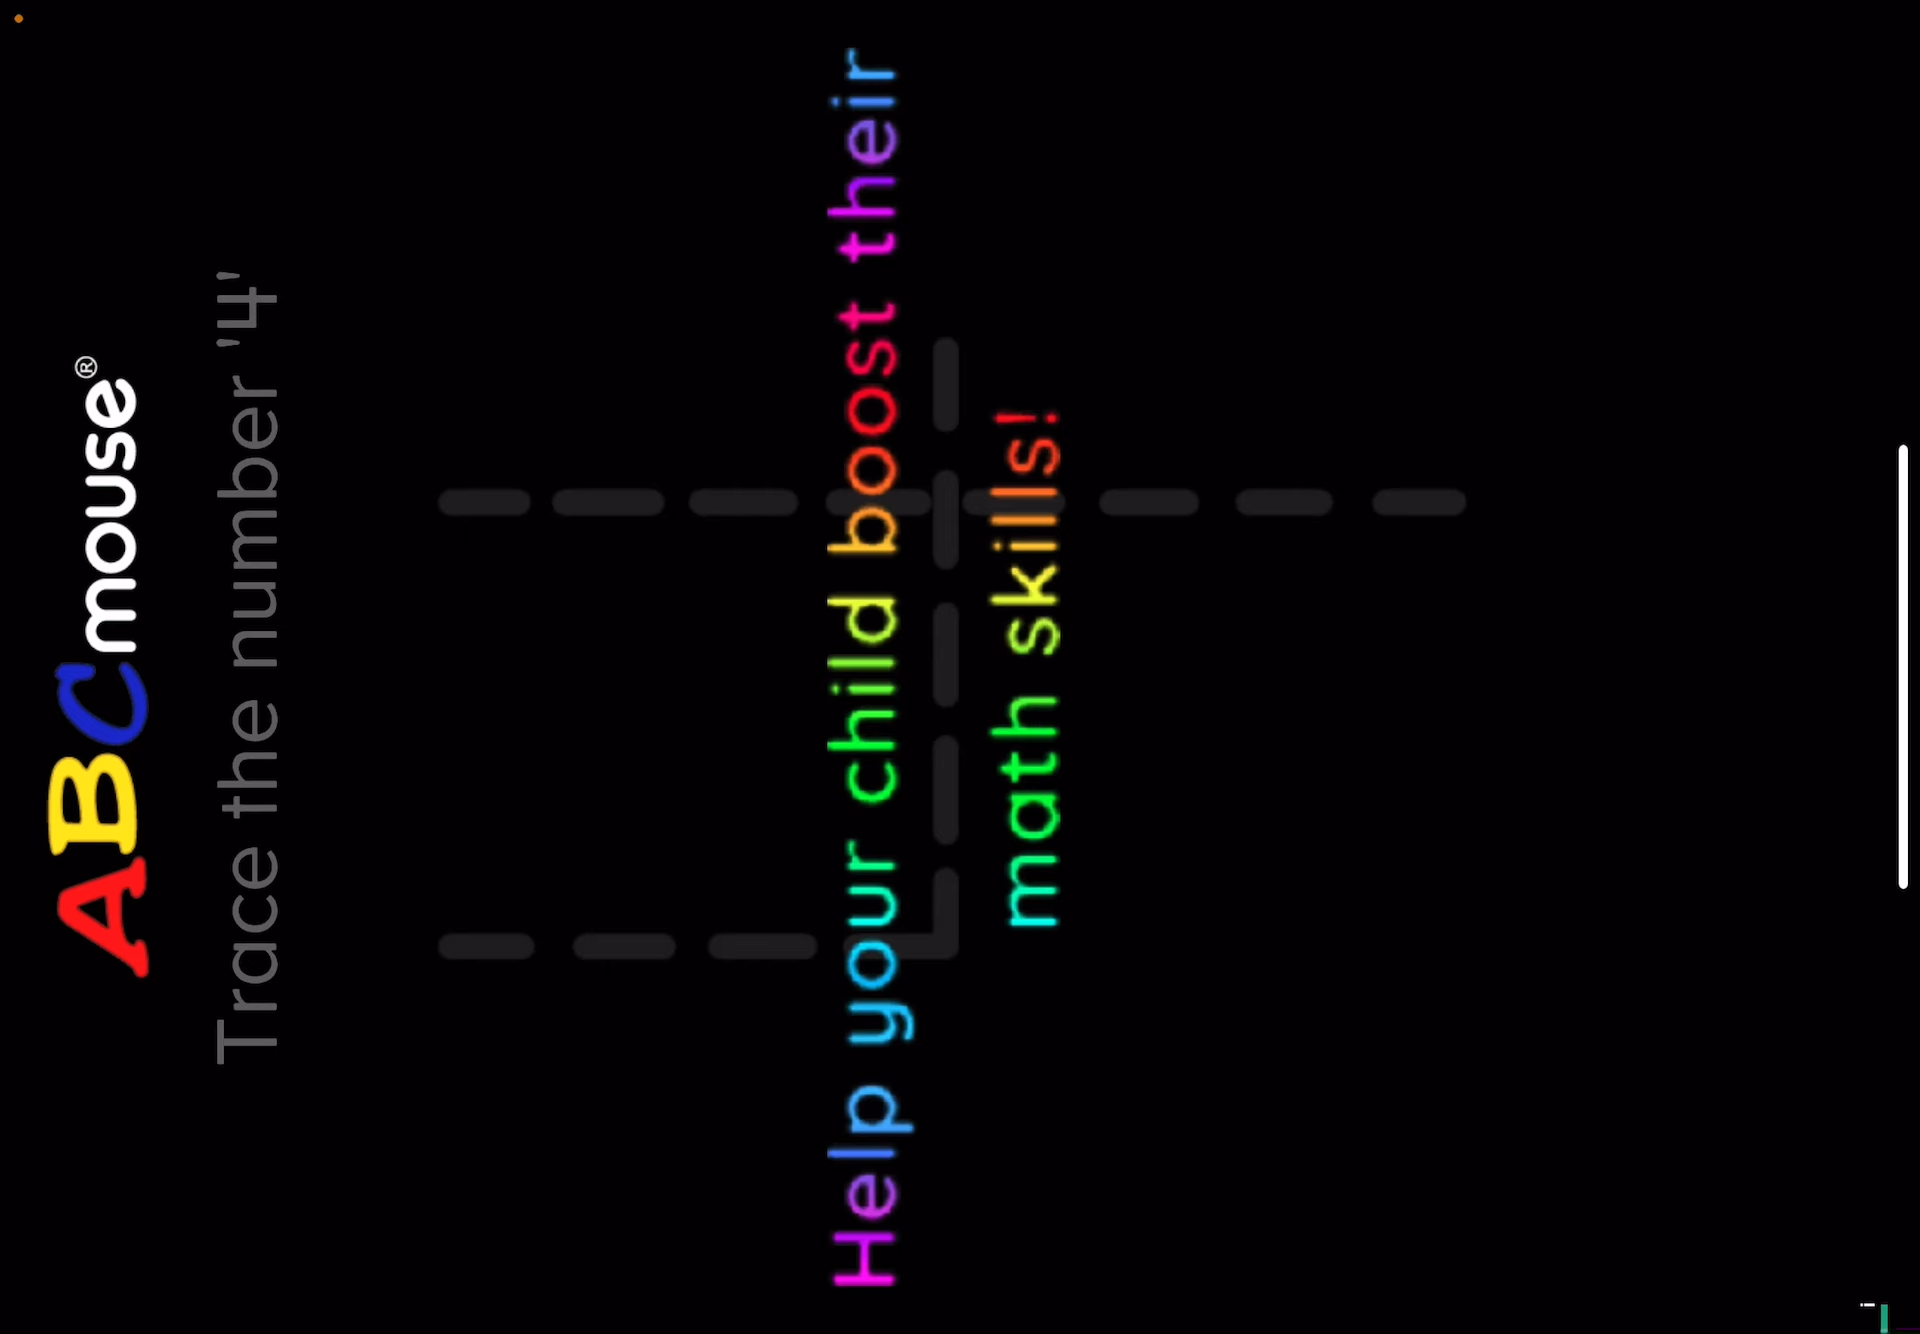 ABCmouse®
Trace the number '4'
Help your child boost their
math skills!